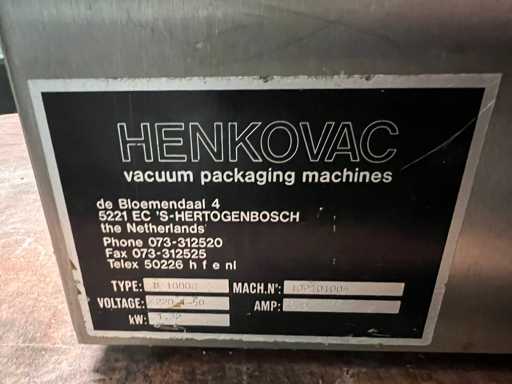 HENKOVAC
vacuum packaging machines
de Bloemendaal 4
5221 EC 'S-HERTOGENBOSCH
the Netherlands
Phone 073-312520
Fax 073-312525
Telex 50226 h f e nl
TYPE: MACH.Nº:
VOLTAGE: AMP:
kW: